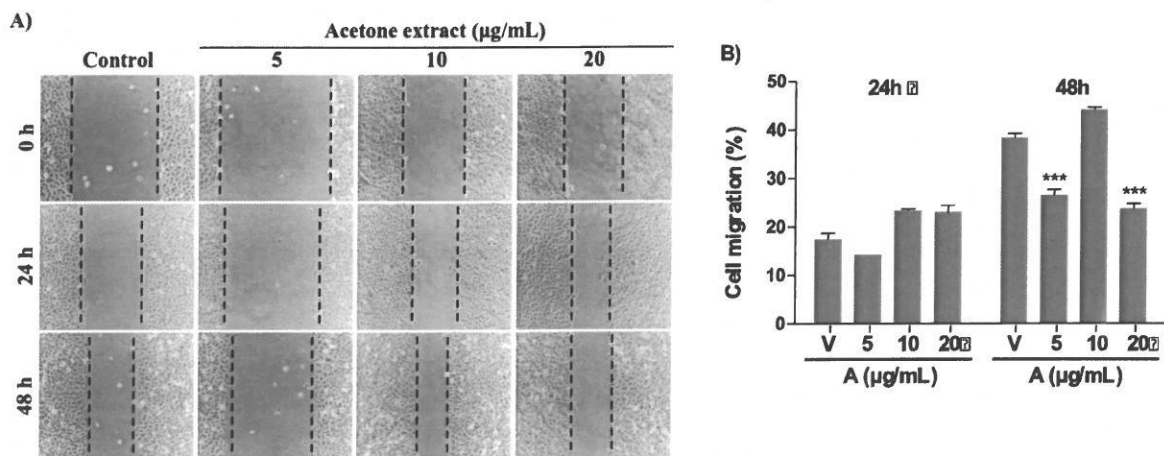 A)
Acetone extract (µg/mL)
Control 5 10 20
0 h
24 h
48 h
B)
24h 48h
Cell migration (%)
50
40
30
20
10
0
*** ***
V 5 10 20 V 5 10 20
A (µg/mL) A (µg/mL)